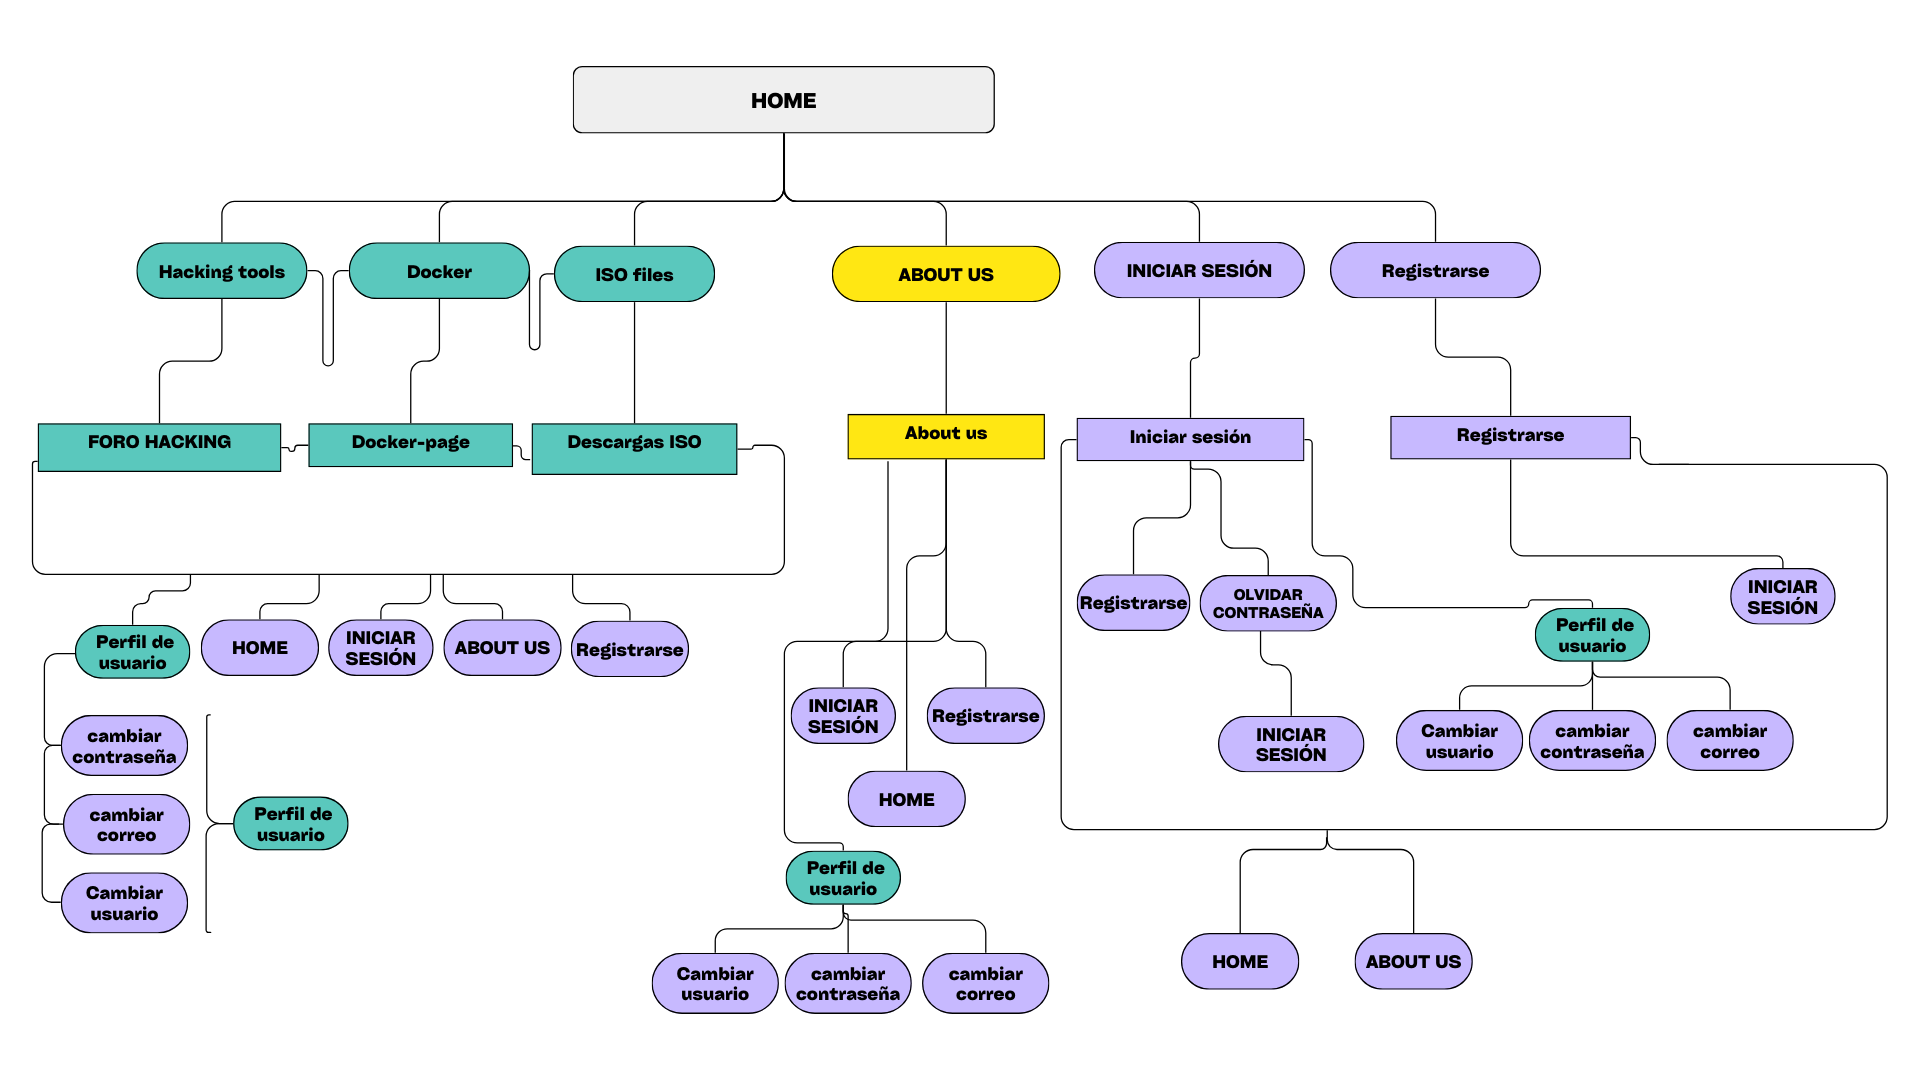 HOME
Hacking tools
Docker
ISO files
ABOUT US
INICIAR SESIÓN
Registrarse
FORO HACKING
Docker-page
Descargas ISO
About us
Iniciar sesión
Registrarse
Perfil de
usuario
HOME
INICIAR
SESIÓN
ABOUT US
Registrarse
cambiar
contraseña
cambiar
correo
Cambiar
usuario
Perfil de
usuario
INICIAR
SESIÓN
Registrarse
HOME
Perfil de
usuario
Cambiar
usuario
cambiar
contraseña
cambiar
correo
Registrarse
OLVIDAR
CONTRASEÑA
INICIAR
SESIÓN
Perfil de
usuario
Cambiar
usuario
cambiar
contraseña
cambiar
correo
INICIAR
SESIÓN
HOME
ABOUT US